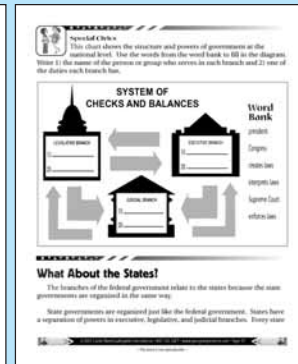 Special Civics
This chart shows the structure and powers of government at the
national level. Use the words from the word bank to fill in the diagram.
Write 1) the name of the person or group who serves in each branch and 2) one of
the duties each branch has.
SYSTEM OF
CHECKS AND BALANCES
Word
Bank
president
Congress
creates laws
interprets laws
Supreme Court
enforces laws
LEGISLATIVE BRANCH
1)
2)
EXECUTIVE BRANCH
1)
2)
JUDICIAL BRANCH
1)
2)
What About the States?
The branches of the federal government relate to the states because the state
governments are organized in the same way.
State governments are organized just like the federal government. States have
a separation of powers in executive, legislative, and judicial branches. Every state